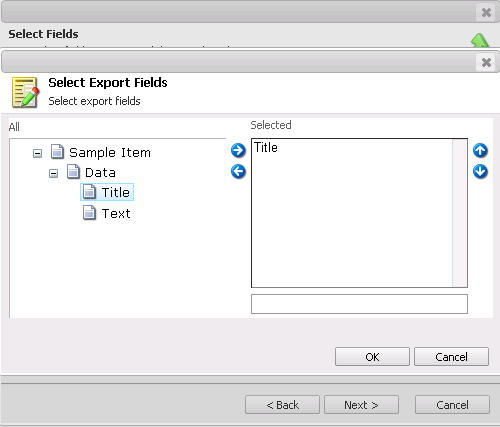 Select Fields
Select Export Fields
Select export fields
All
Selected
Sample Item
Data
Title
Text
Title
OK
Cancel
< Back
Next >
Cancel